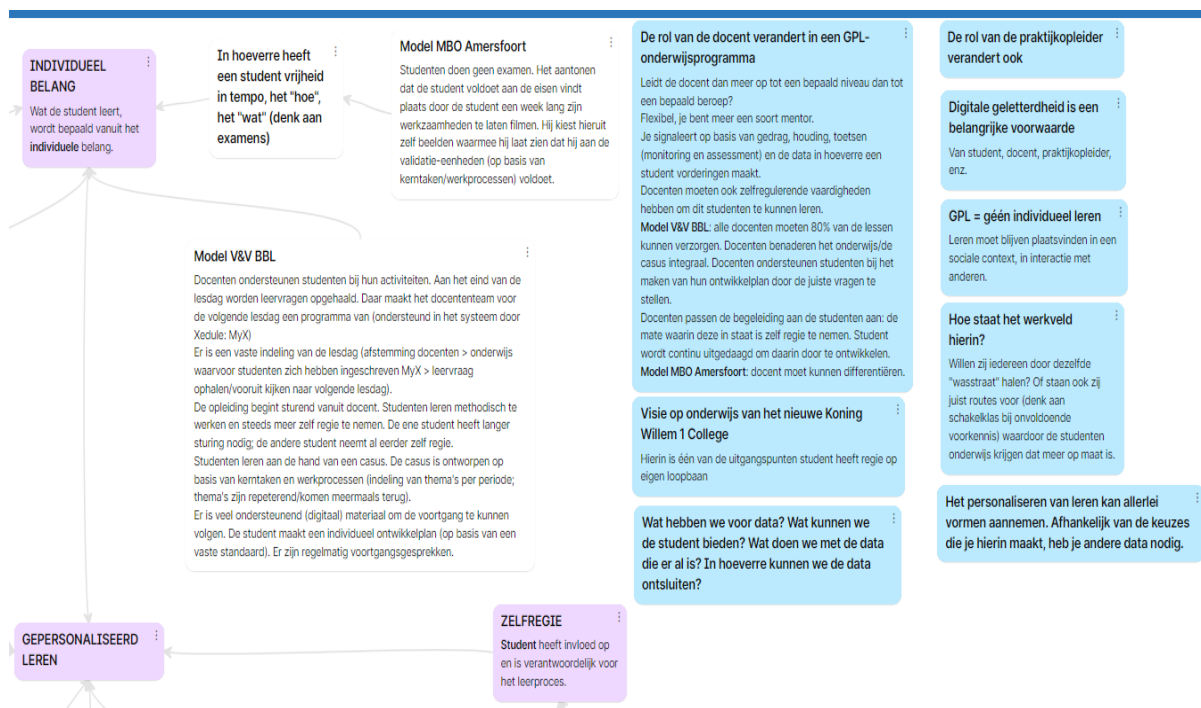 INDIVIDUEEL
BELANG
Wat de student leert,
wordt bepaald vanuit het
individuele belang.
In hoeverre heeft
een student vrijheid
in tempo, het "hoe",
het "wat" (denk aan
examens)
Model MBO Amersfoort
Studenten doen geen examen. Het aantonen
dat de student voldoet aan de eisen vindt
plaats door de student een week lang zijn
werkzaamheden te laten filmen. Hij kiest hieruit
zelf beelden waarmee hij laat zien dat hij aan de
validatie-eenheden (op basis van
kerntaken/werkprocessen) voldoet.
Model V&V BBL
Docenten ondersteunen studenten bij hun activiteiten. Aan het eind van de
lesdag worden leervragen opgehaald. Daar maakt het docententeam voor
de volgende lesdag een programma van (ondersteund in het systeem door
Xedule: MyX)
Er is een vaste indeling van de lesdag (afstemming docenten > onderwijs
waarvoor studenten zich hebben ingeschreven MyX > leervraag
ophalen/vooruit kijken naar volgende lesdag).
De opleiding begint sturend vanuit docent. Studenten leren methodisch te
werken en steeds meer zelf regie te nemen. De ene student heeft langer
sturing nodig; de andere student neemt al eerder zelf regie.
Studenten leren aan de hand van een casus. De casus is ontworpen op
basis van kerntaken en werkprocessen (indeling van thema's per periode;
thema's zijn repeterend/komen meermaals terug).
Er is veel ondersteunend (digitaal) materiaal om de voortgang te kunnen
volgen. De student maakt een individueel ontwikkelplan (op basis van een
vaste standaard). Er zijn regelmatig voortgangsgesprekken.
GEPERSONALISEERD
LEREN
ZELFREGIE
Student heeft invloed op
en is verantwoordelijk voor
het leerproces.
De rol van de docent verandert in een GPL-
onderwijsprogramma
Leidt de docent dan meer op tot een bepaald niveau dan tot
een bepaald beroep?
Flexibel, je bent meer een soort mentor.
Je signaleert op basis van gedrag, houding, toetsen
(monitoring en assessment) en de data in hoeverre een
student vorderingen maakt.
Docenten moeten ook zelfregulerende vaardigheden
hebben om dit studenten te kunnen leren.
Model V&V BBL: alle docenten moeten 80% van de lessen
kunnen verzorgen. Docenten benaderen het onderwijs/de
casus integraal. Docenten ondersteunen studenten bij het
maken van hun ontwikkelplan door de juiste vragen te
stellen.
Docenten passen de begeleiding aan de studenten aan: de
mate waarin deze in staat is zelf regie te nemen. Student
wordt continu uitgedaagd om daarin door te ontwikkelen.
Model MBO Amersfoort: docent moet kunnen differentiëren.
Visie op onderwijs van het nieuwe Koning
Willem 1 College
Hierin is één van de uitgangspunten student heeft regie op
eigen loopbaan
Wat hebben we voor data? Wat kunnen we
de student bieden? Wat doen we met de data
die er al is? In hoeverre kunnen we de data
ontsluiten?
De rol van de praktijkopleider
verandert ook
Digitale geletterdheid is een
belangrijke voorwaarde
Van student, docent, praktijkopleider,
enz.
GPL = géén individueel leren
Leren moet blijven plaatsvinden in een
sociale context, in interactie met
anderen.
Hoe staat het werkveld
hierin?
Willen zij iedereen door dezelfde
"wasstraat" halen? Of staan ook zij
juist routes voor (denk aan
schakelklas bij onvoldoende
voorkennis) waardoor de studenten
onderwijs krijgen dat meer op maat is.
Het personaliseren van leren kan allerlei
vormen aannemen. Afhankelijk van de keuzes
die je hierin maakt, heb je andere data nodig.